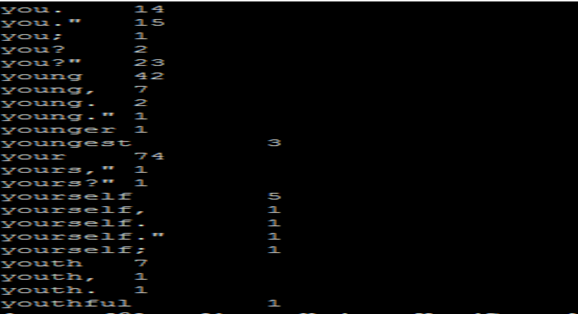 you. 14
you." 15
you; 1
you? 2
you?" 23
young 42
young, 7
young. 2
young." 1
younger 1
youngest 3
your 74
yours," 1
yours?" 1
yourself 5
yourself, 1
yourself. 1
yourself." 1
yourself; 1
youth 7
youth, 1
youth. 1
youthful 1